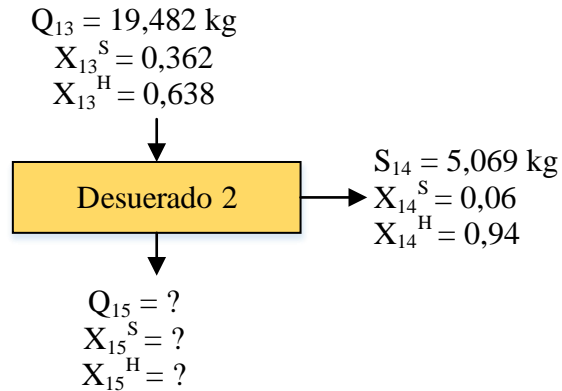 Q₁₃ = 19,482 kg
X₁₃ˢ = 0,362
X₁₃ᴴ = 0,638
Desuerado 2
S₁₄ = 5,069 kg
X₁₄ˢ = 0,06
X₁₄ᴴ = 0,94
Q₁₅ = ?
X₁₅ˢ = ?
X₁₅ᴴ = ?